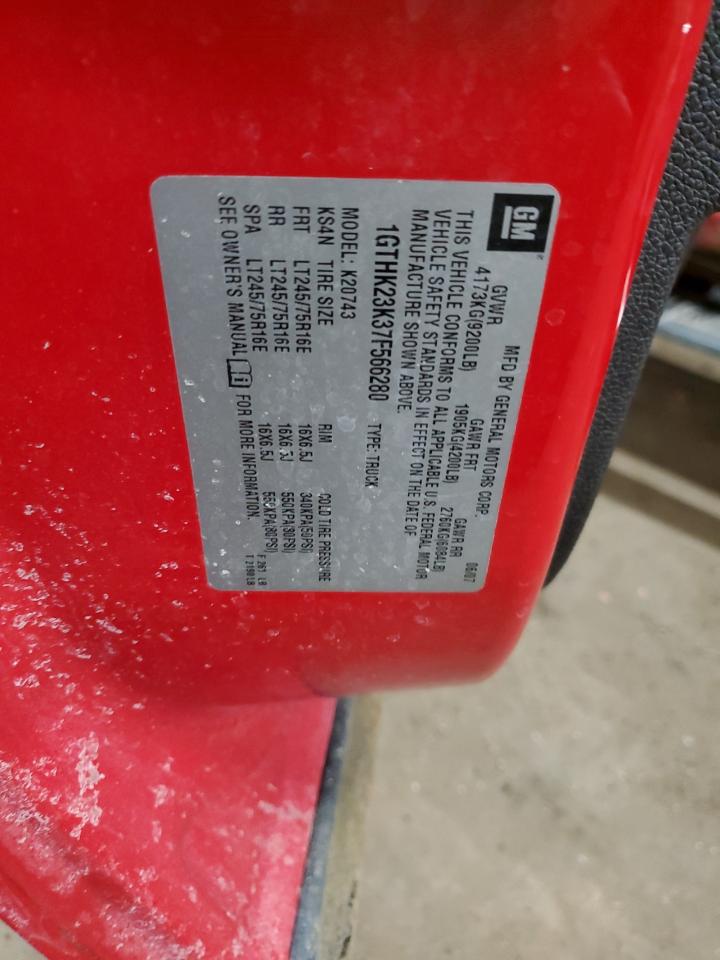 GM
MFD BY GENERAL MOTORS CORP. 06/07
GVWR GAWR FRT GAWR RR
4173KG(9200LB) 1905KG(4200LB) 2760KG(6084LB)
THIS VEHICLE CONFORMS TO ALL APPLICABLE U.S. FEDERAL MOTOR
VEHICLE SAFETY STANDARDS IN EFFECT ON THE DATE OF
MANUFACTURE SHOWN ABOVE.
1GTHK23K37F566280 TYPE: TRUCK
MODEL: K20743
KS4N TIRE SIZE RIM COLD TIRE PRESSURE
FRT LT245/75R16E 16X6.5J 340KPA(50PSI)
RR LT245/75R16E 16X6.5J 550KPA(80PSI)
SPA LT245/75R16E 16X6.5J 550KPA(80PSI)
SEE OWNER'S MANUAL FOR MORE INFORMATION.